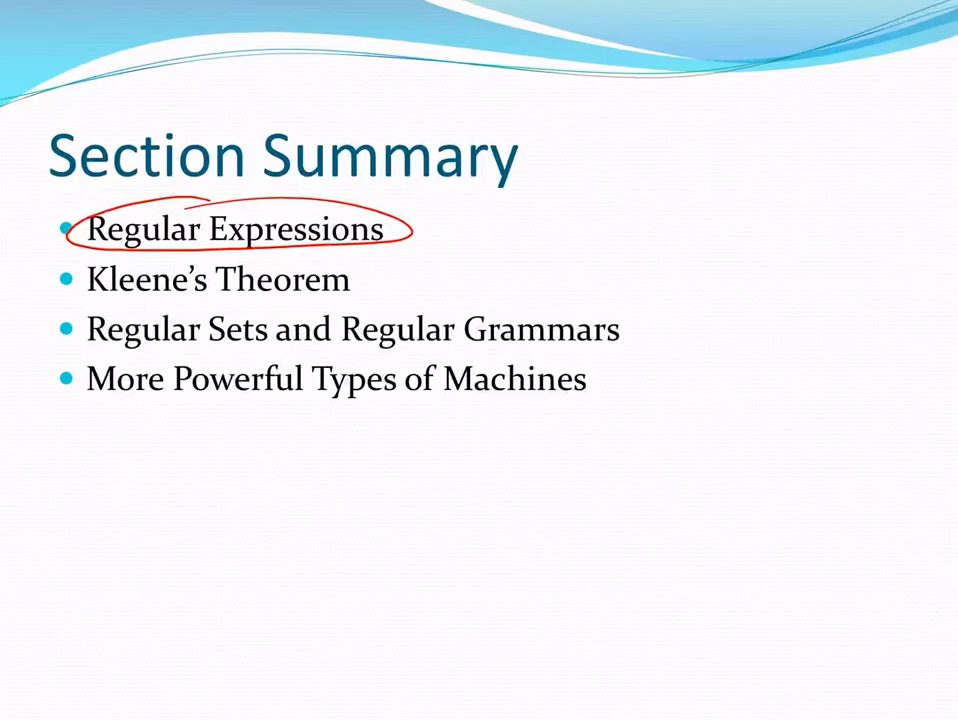 Section Summary
• Regular Expressions
• Kleene’s Theorem
• Regular Sets and Regular Grammars
• More Powerful Types of Machines